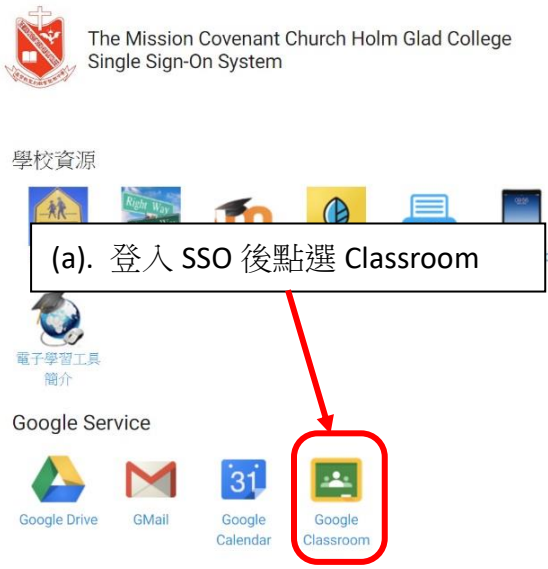 The Mission Covenant Church Holm Glad College
Single Sign-On System
學校資源
Right Way
(a). 登入 SSO 後點選 Classroom
電子學習工具
簡介
Google Service
31
Google Drive
GMail
Google
Calendar
Google
Classroom